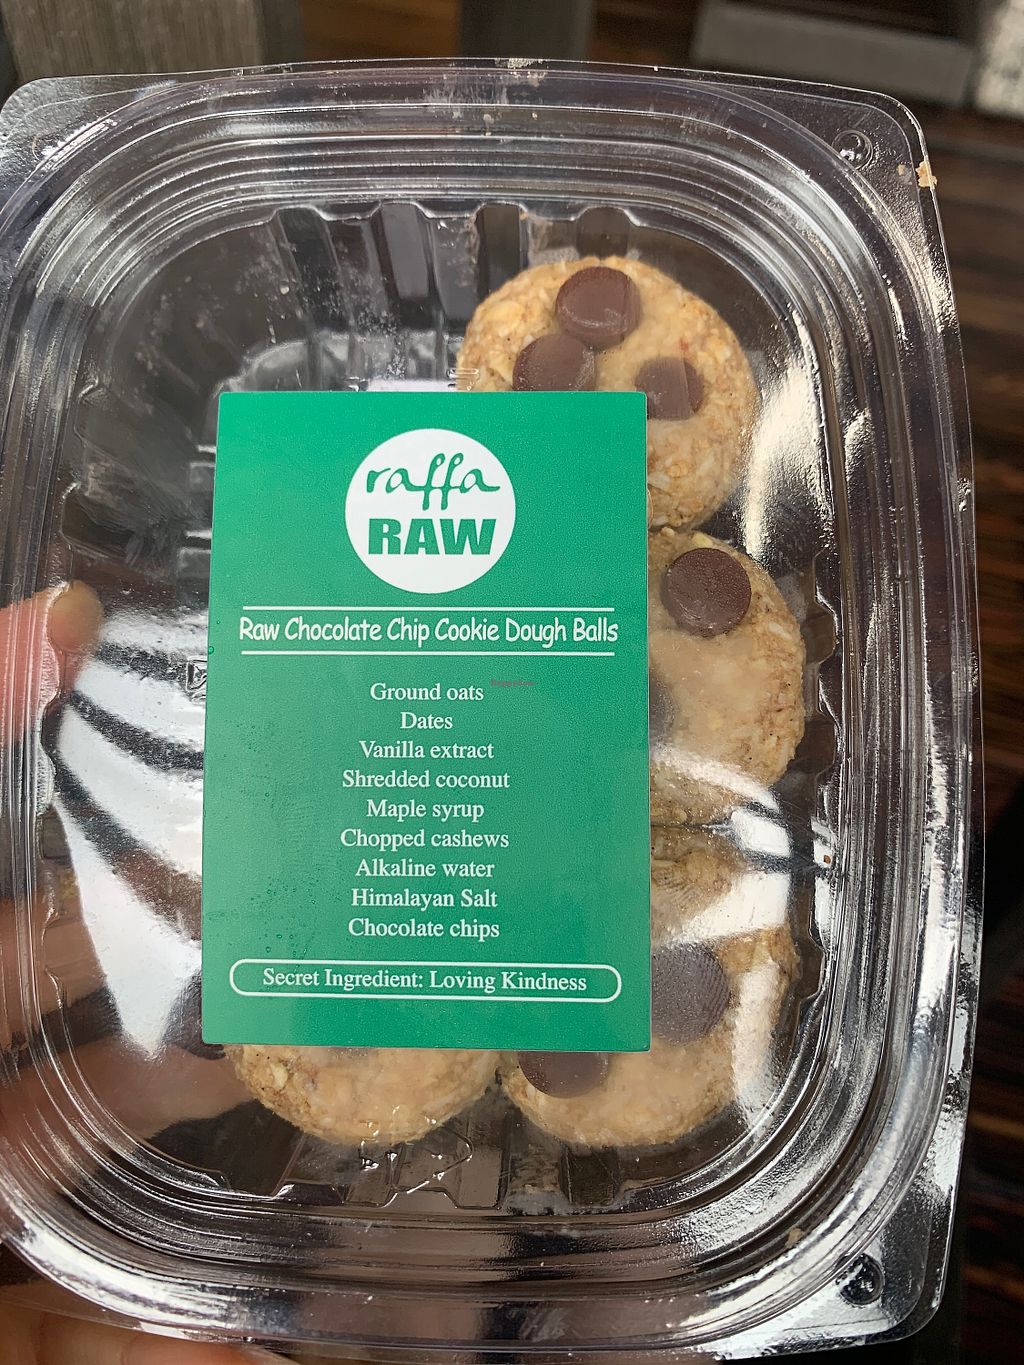 raffa
RAW
Raw Chocolate Chip Cookie Dough Balls
Ground oats
Dates
Vanilla extract
Shredded coconut
Maple syrup
Chopped cashews
Alkaline water
Himalayan Salt
Chocolate chips
Secret Ingredient: Loving Kindness